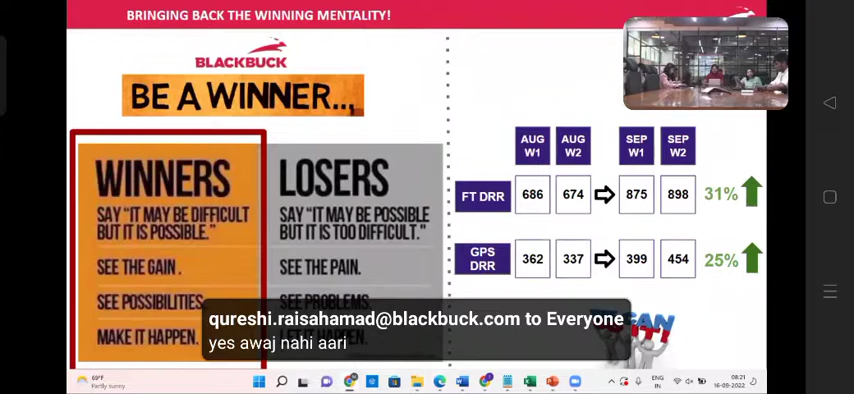 BRINGING BACK THE WINNING MENTALITY!
BLACKBUCK
BE A WINNER...,
WINNERS
SAY "IT MAY BE DIFFICULT
BUT IT IS POSSIBLE."
SEE THE GAIN.
SEE POSSIBILITIES.
MAKE IT HAPPEN.
LOSERS
SAY "IT MAY BE POSSIBLE
BUT IT IS TOO DIFFICULT."
SEE THE PAIN.
SEE PROBLEMS.
LET IT HAPPEN.
AUG W1 AUG W2 SEP W1 SEP W2
FT DRR 686 674 875 898 31%
GPS DRR 362 337 399 454 25%
qureshi.raisahamad@blackbuck.com to Everyone
yes awaj nahi aari
69°F
Partly sunny
ENG
IN
08:21
16-09-2022